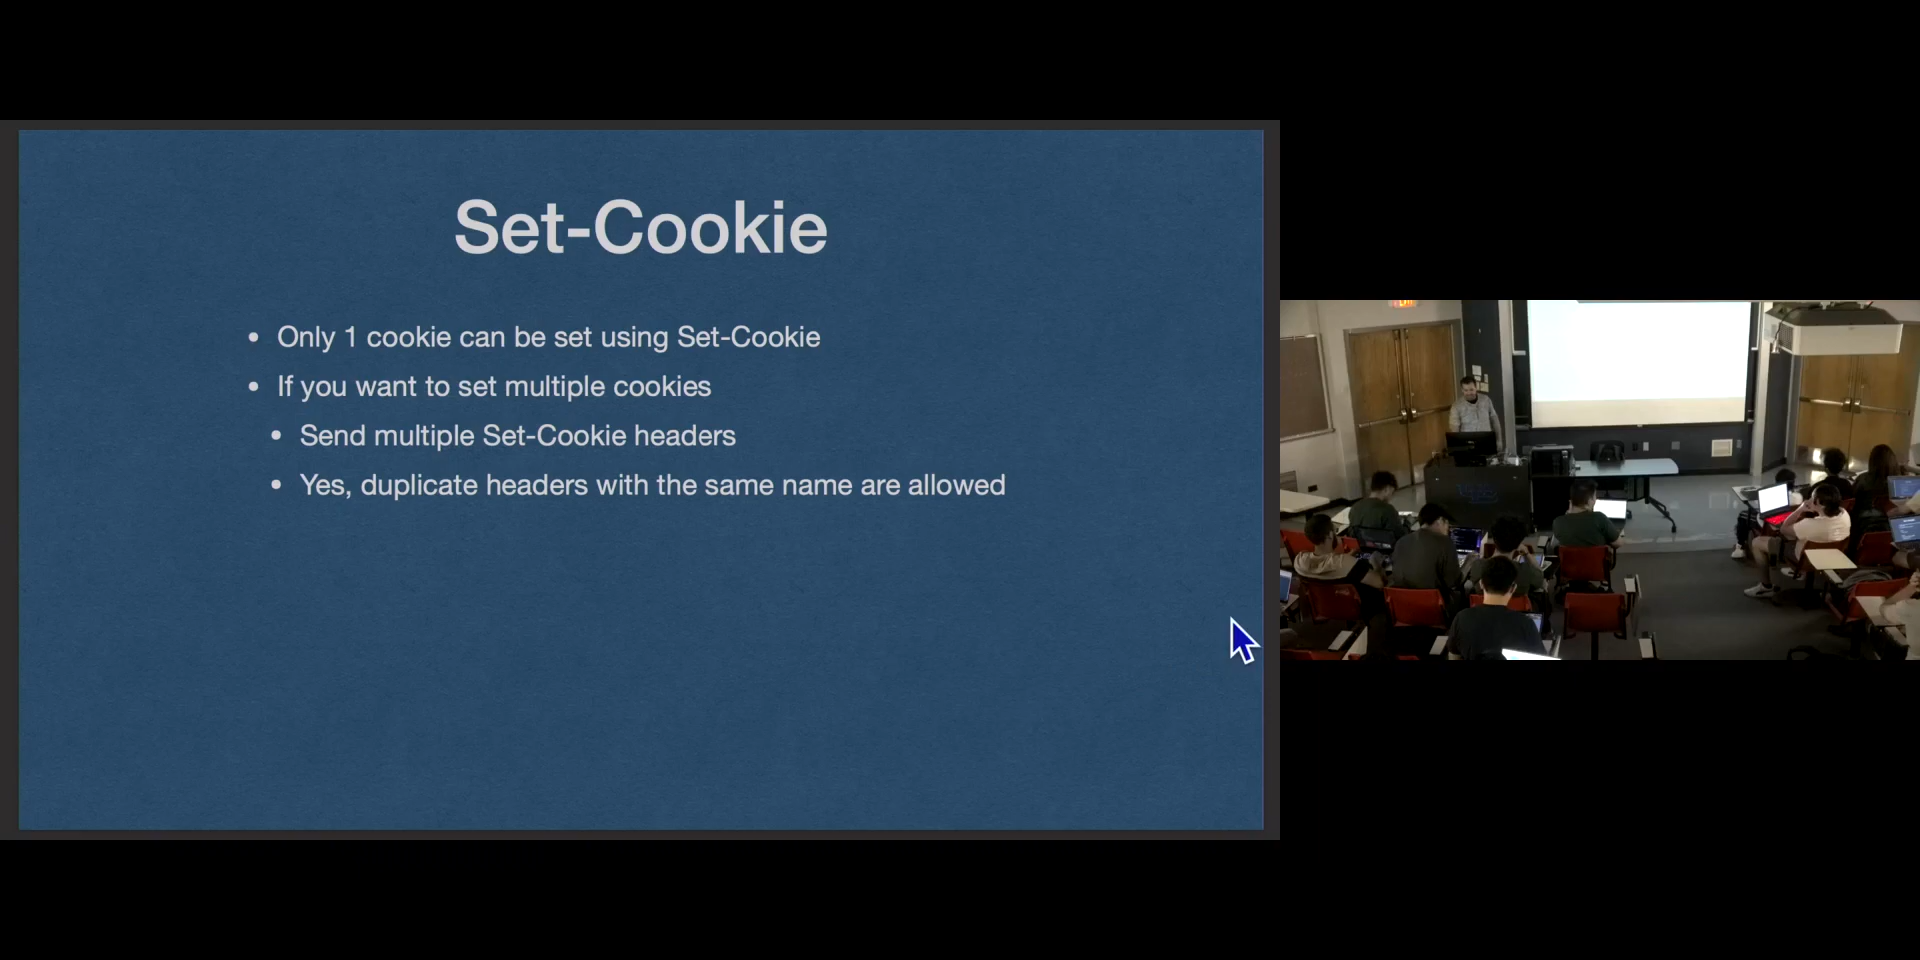 Set-Cookie
• Only 1 cookie can be set using Set-Cookie
• If you want to set multiple cookies
• Send multiple Set-Cookie headers
• Yes, duplicate headers with the same name are allowed